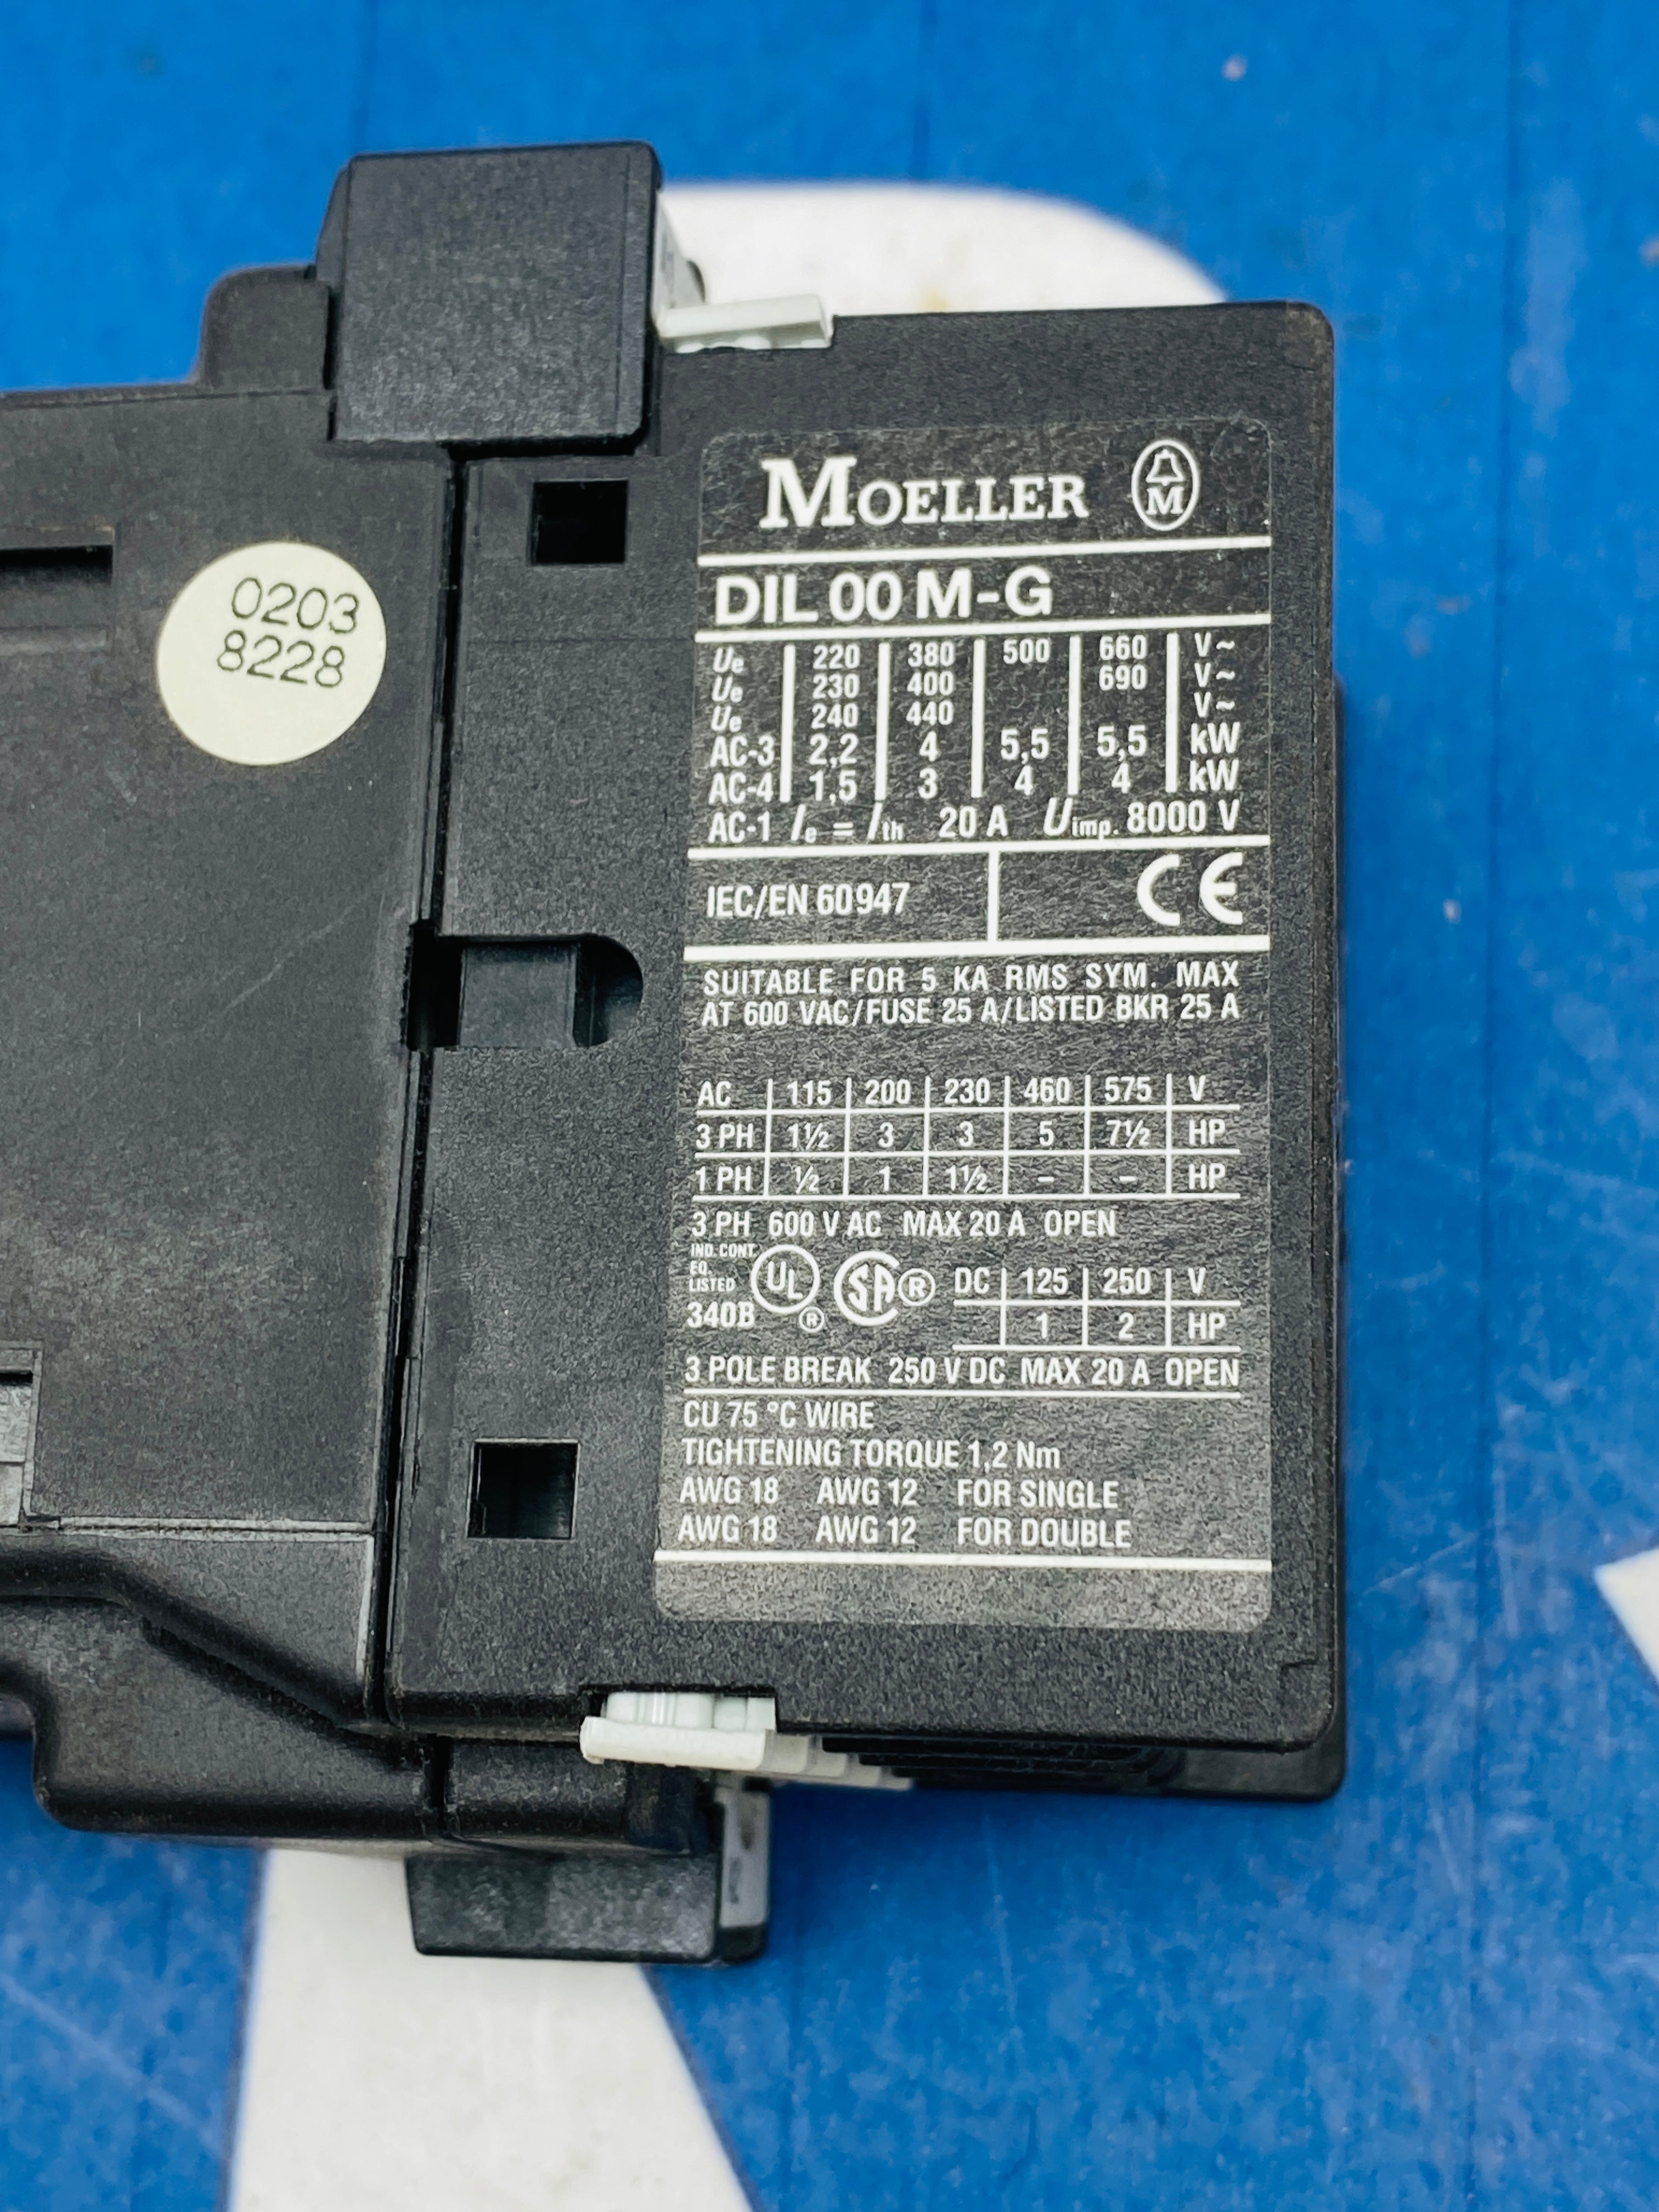 0203
8228
MOELLER M
DIL 00 M-G
Ue 220 380 500 660 V~
Ue 230 400 690 V~
Ue 240 440 V~
AC-3 2,2 4 5,5 5,5 kW
AC-4 1,5 3 4 4 kW
AC-1 Ie = Ith 20 A Uimp. 8000 V
IEC/EN 60947 CE
SUITABLE FOR 5 KA RMS SYM. MAX
AT 600 VAC/FUSE 25 A/LISTED BKR 25 A
AC 115 200 230 460 575 V
3 PH 1½ 3 3 5 7½ HP
1 PH ½ 1 1½ - - HP
3 PH 600 V AC MAX 20 A OPEN
IND. CONT.
EQ.
LISTED
340B
UL ®
SA ®
DC 125 250 V
1 2 HP
3 POLE BREAK 250 V DC MAX 20 A OPEN
CU 75 °C WIRE
TIGHTENING TORQUE 1,2 Nm
AWG 18 AWG 12 FOR SINGLE
AWG 18 AWG 12 FOR DOUBLE